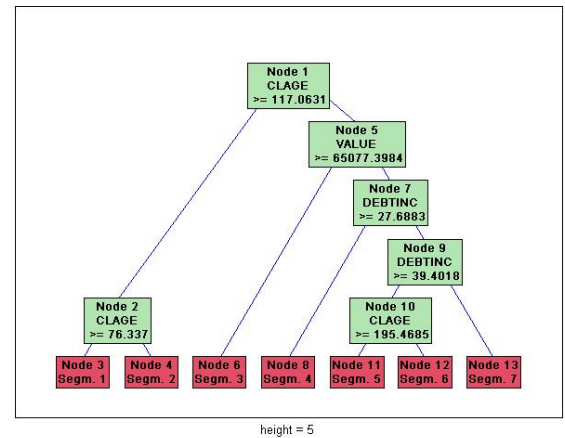 Node 1
CLAGE
>= 117.0631
Node 5
VALUE
>= 65077.3984
Node 7
DEBTINC
>= 27.6883
Node 9
DEBTINC
>= 39.4018
Node 2
CLAGE
>= 76.337
Node 10
CLAGE
>= 195.4685
Node 3
Segm. 1
Node 4
Segm. 2
Node 6
Segm. 3
Node 8
Segm. 4
Node 11
Segm. 5
Node 12
Segm. 6
Node 13
Segm. 7
height = 5